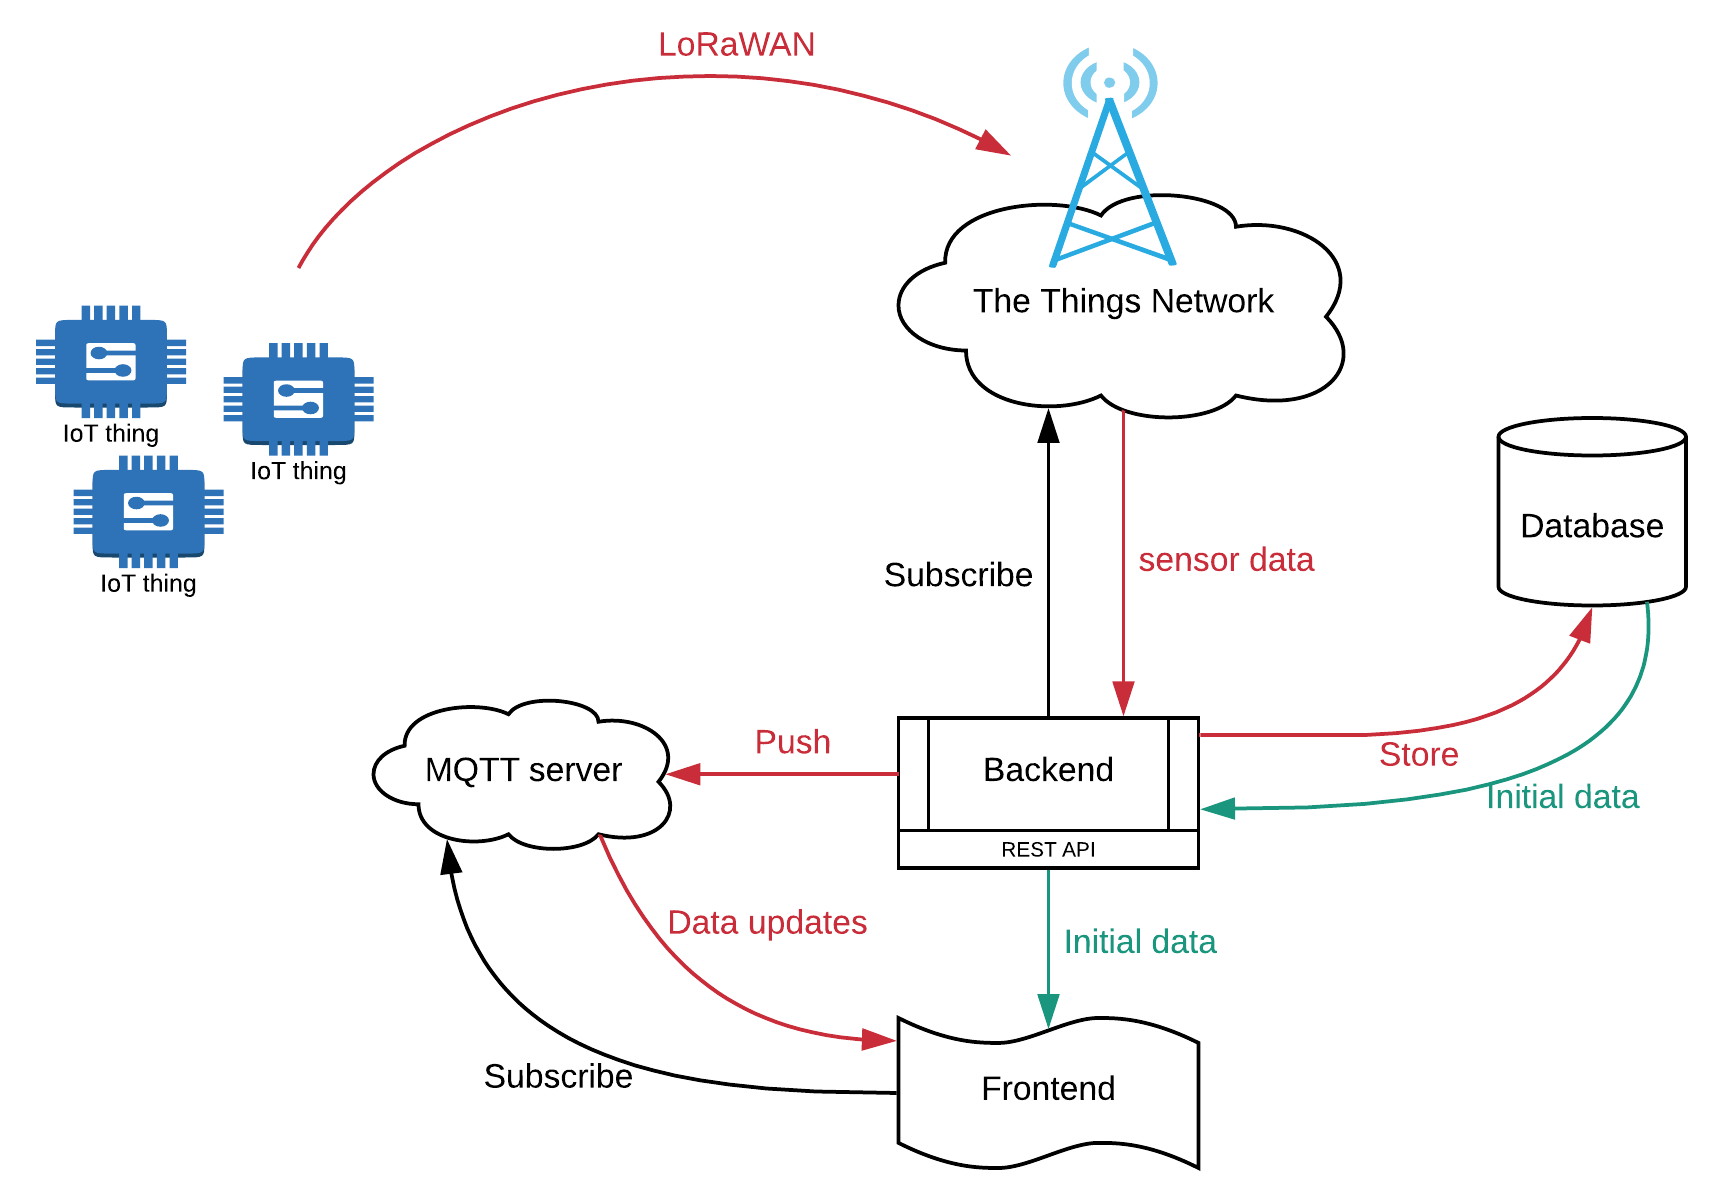 LoRaWAN
The Things Network
IoT thing
IoT thing
IoT thing
Database
Subscribe
sensor data
Push
MQTT server
Backend
Store
Initial data
REST API
Data updates
Initial data
Subscribe
Frontend